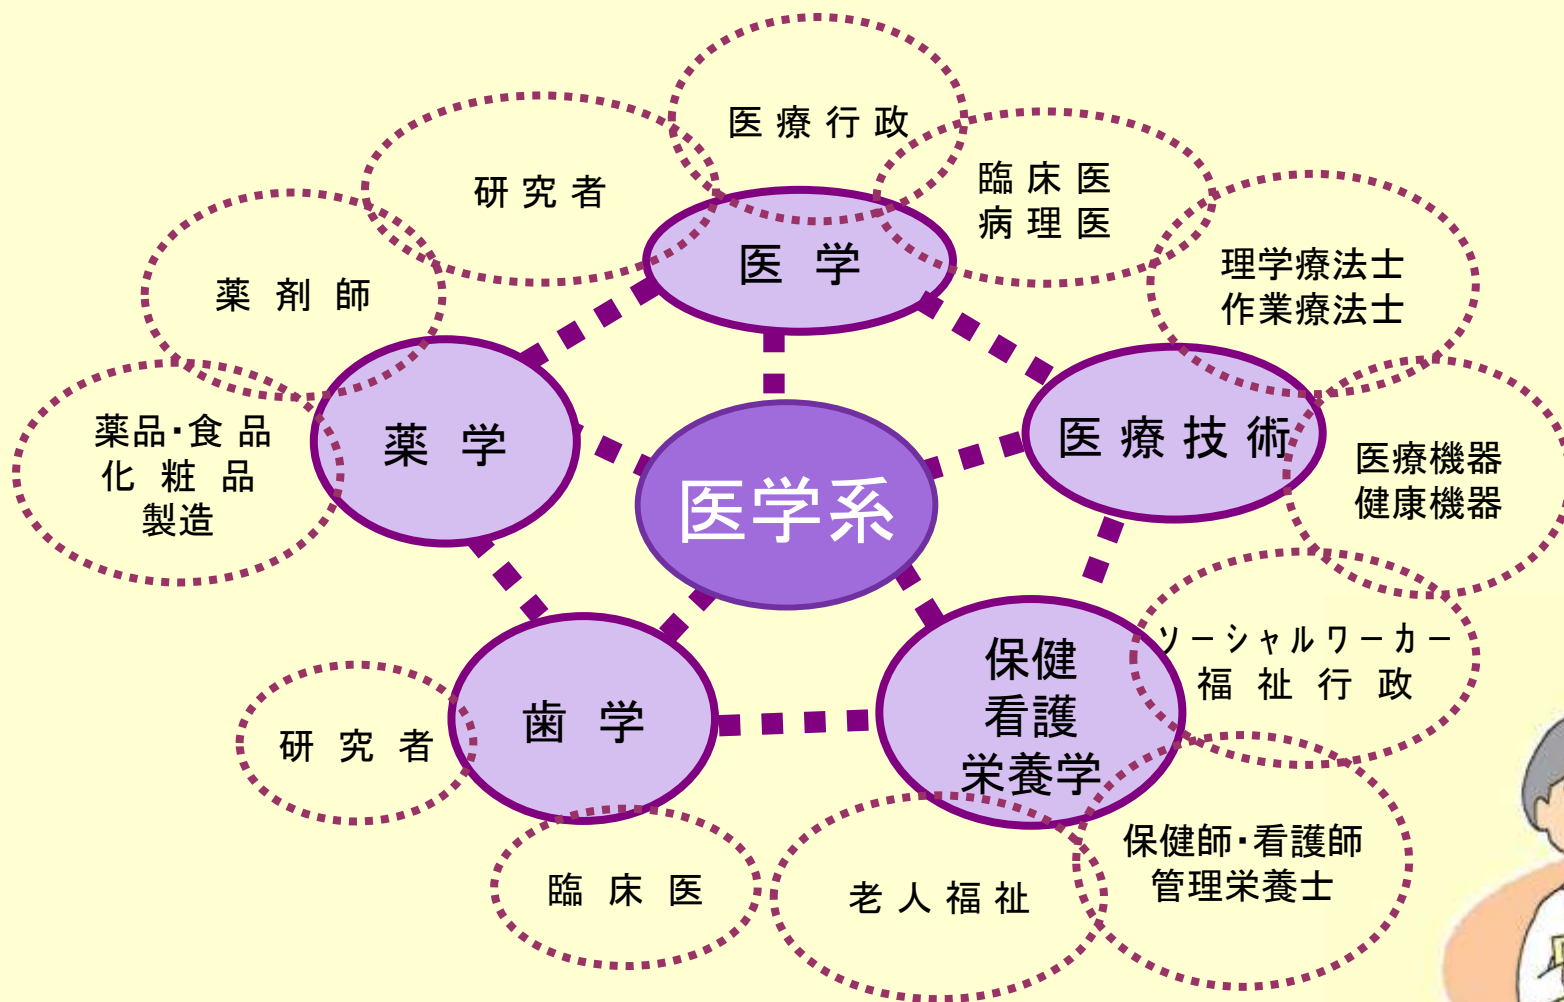 医療行政
研究者
臨床医
病理医
医学
理学療法士
作業療法士
薬剤師
薬品・食品
化粧品
製造
薬学
医療技術
医療機器
健康機器
医学系
ソーシャルワーカー
福祉行政
保健
看護
栄養学
歯学
研究者
臨床医
老人福祉
保健師・看護師
管理栄養士